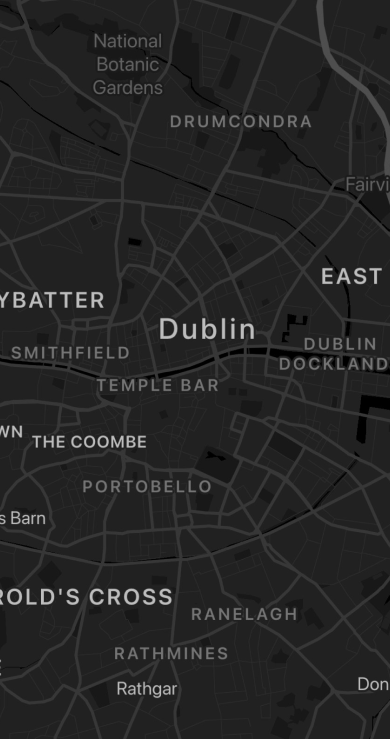 National
Botanic
Gardens
DRUMCONDRA
Fairvi
EAST
YBATTER
Dublin
SMITHFIELD
DUBLIN
DOCKLAND
TEMPLE BAR
WN
THE COOMBE
PORTOBELLO
s Barn
ROLD'S CROSS
RANELAGH
RATHMINES
E
Rathgar
Don